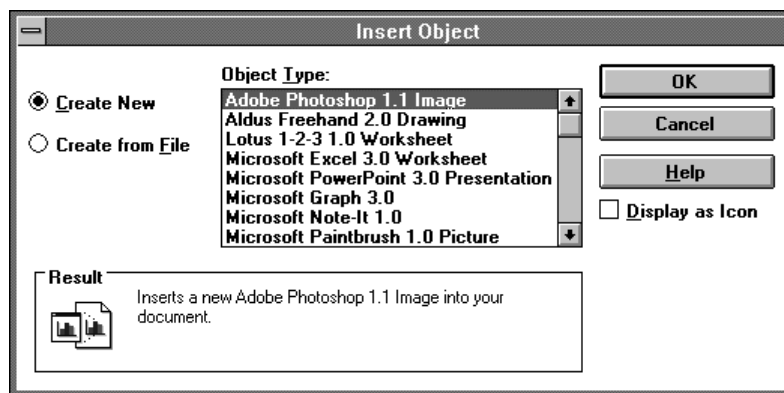 Insert Object
Create New
Create from File
Object Type:
Adobe Photoshop 1.1 Image
Aldus Freehand 2.0 Drawing
Lotus 1-2-3 1.0 Worksheet
Microsoft Excel 3.0 Worksheet
Microsoft PowerPoint 3.0 Presentation
Microsoft Graph 3.0
Microsoft Note-It 1.0
Microsoft Paintbrush 1.0 Picture
OK
Cancel
Help
Display as Icon
Result
Inserts a new Adobe Photoshop 1.1 Image into your
document.